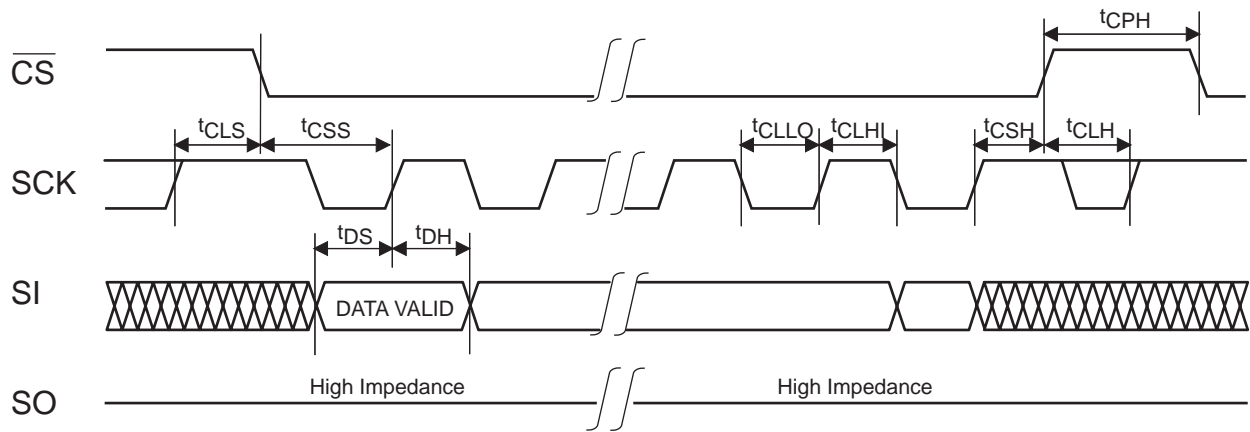 tCPH
CS
tCLS tCSS tCLLO tCLHI tCSH tCLH
SCK
tDS tDH
SI DATA VALID
High Impedance High Impedance
SO